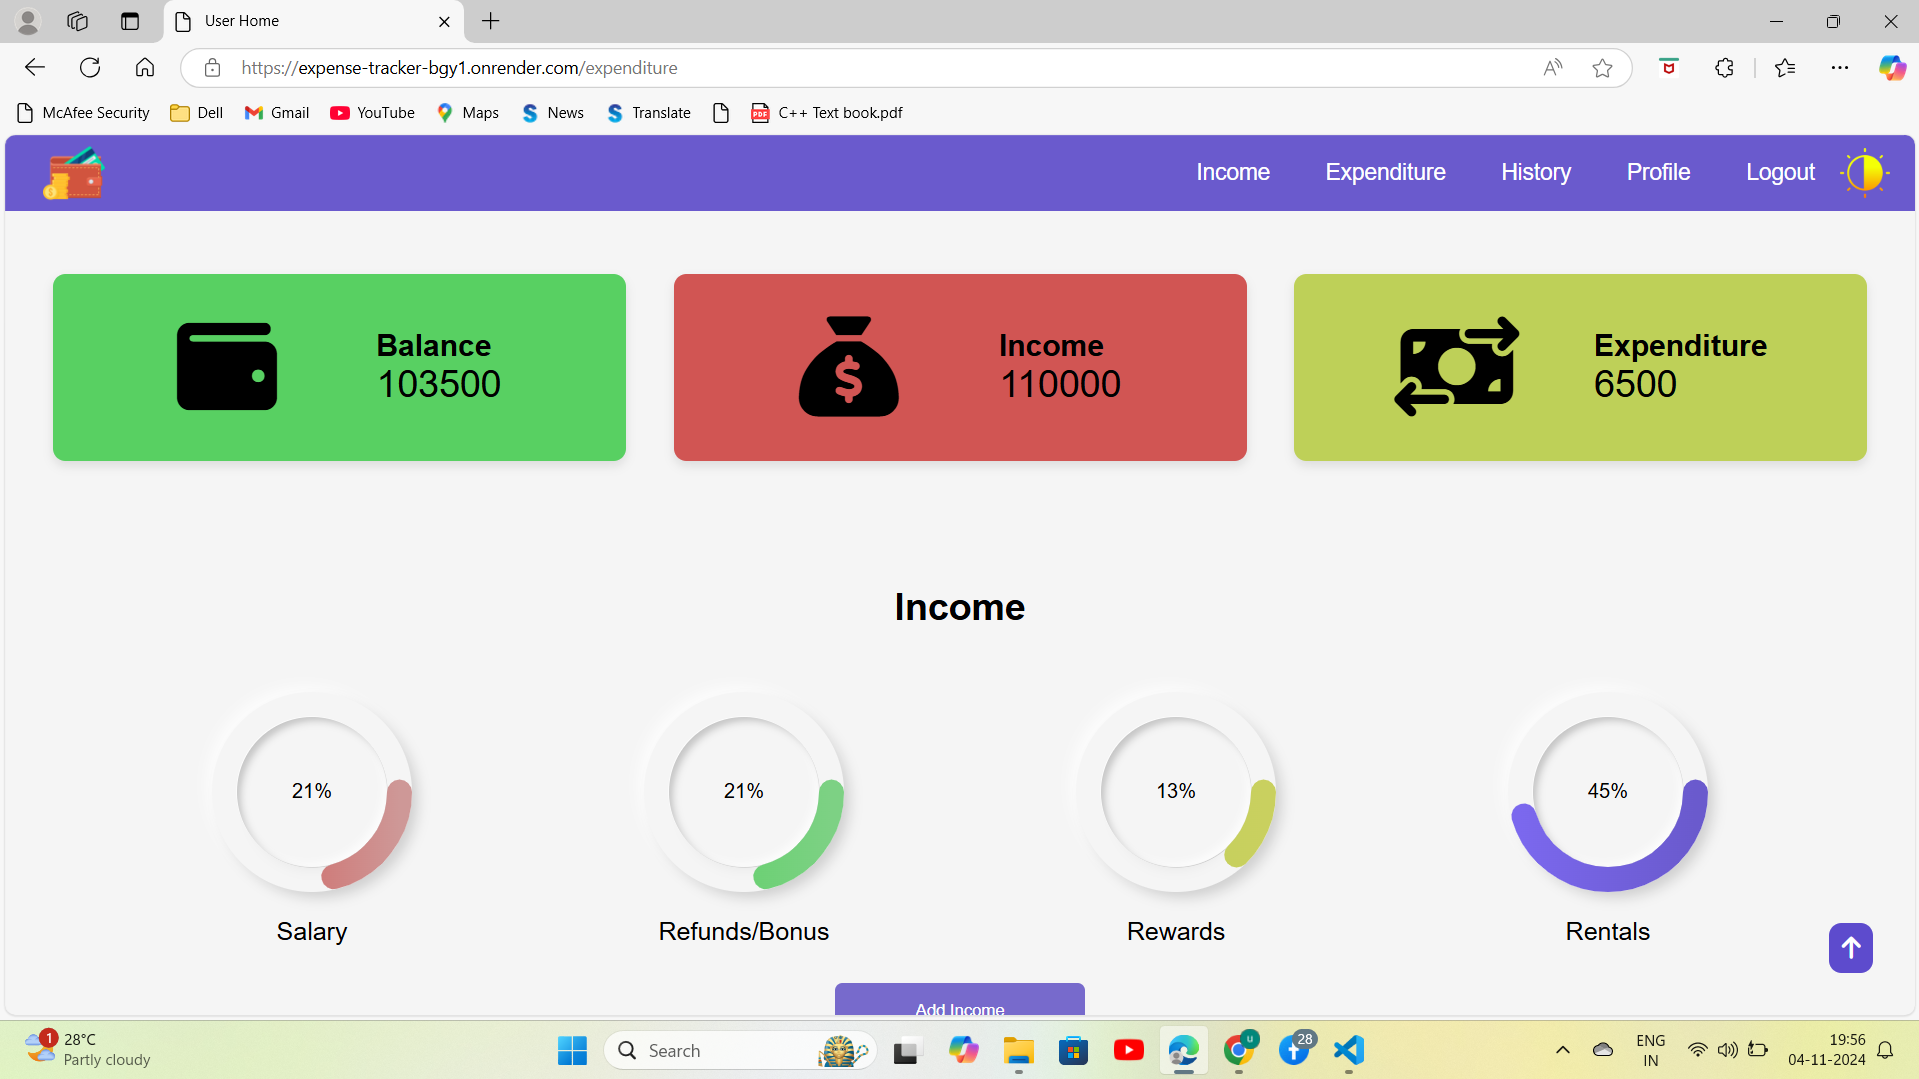 User Home
https://expense-tracker-bgy1.onrender.com/expenditure
McAfee Security Dell Gmail YouTube Maps News Translate PDF C++ Text book.pdf
Income Expenditure History Profile Logout
Balance
103500
Income
110000
Expenditure
6500
Income
21% 21% 13% 45%
Salary Refunds/Bonus Rewards Rentals
Add Income
1 28°C
Partly cloudy
Search
u
28
ENG
IN
19:56
04-11-2024